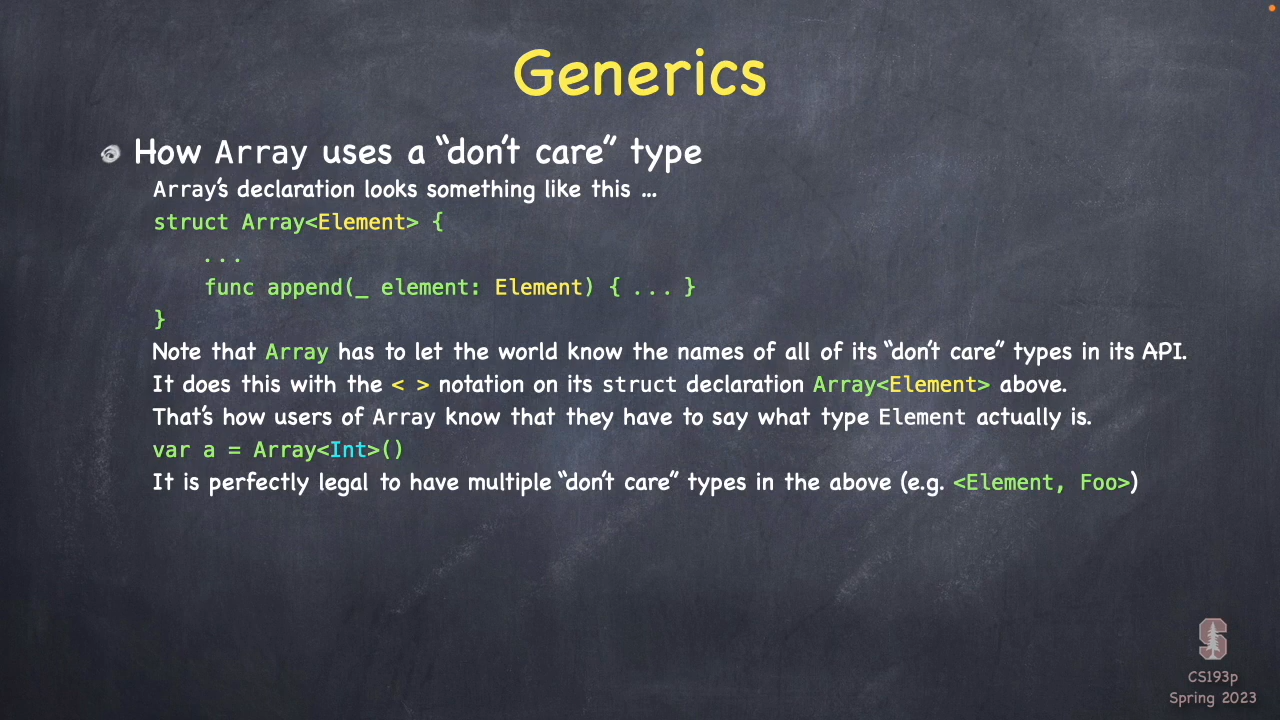 Generics
How Array uses a “don’t care” type
Array’s declaration looks something like this …
struct Array<Element> {
...
func append(_ element: Element) { ... }
}
Note that Array has to let the world know the names of all of its “don’t care” types in its API.
It does this with the < > notation on its struct declaration Array<Element> above.
That’s how users of Array know that they have to say what type Element actually is.
var a = Array<Int>()
It is perfectly legal to have multiple “don’t care” types in the above (e.g. <Element, Foo>)
S
CS193p
Spring 2023